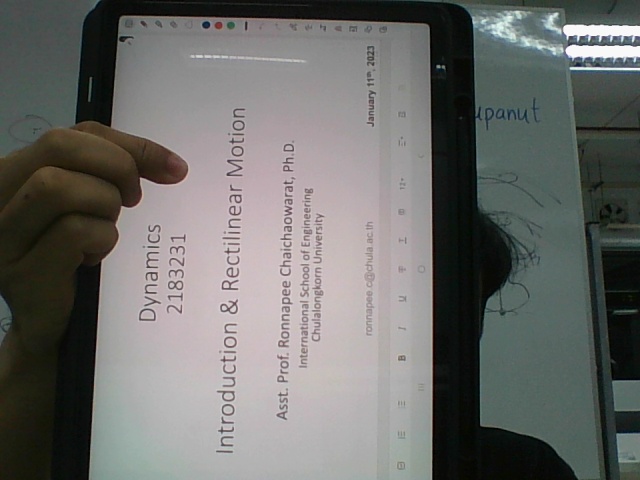 Dynamics
2183231
Introduction & Rectilinear Motion
Asst. Prof. Ronnapee Chaichaowarat, Ph.D.
International School of Engineering
Chulalongkorn University
ronnapee.c@chula.ac.th
January 11th, 2023
upanut